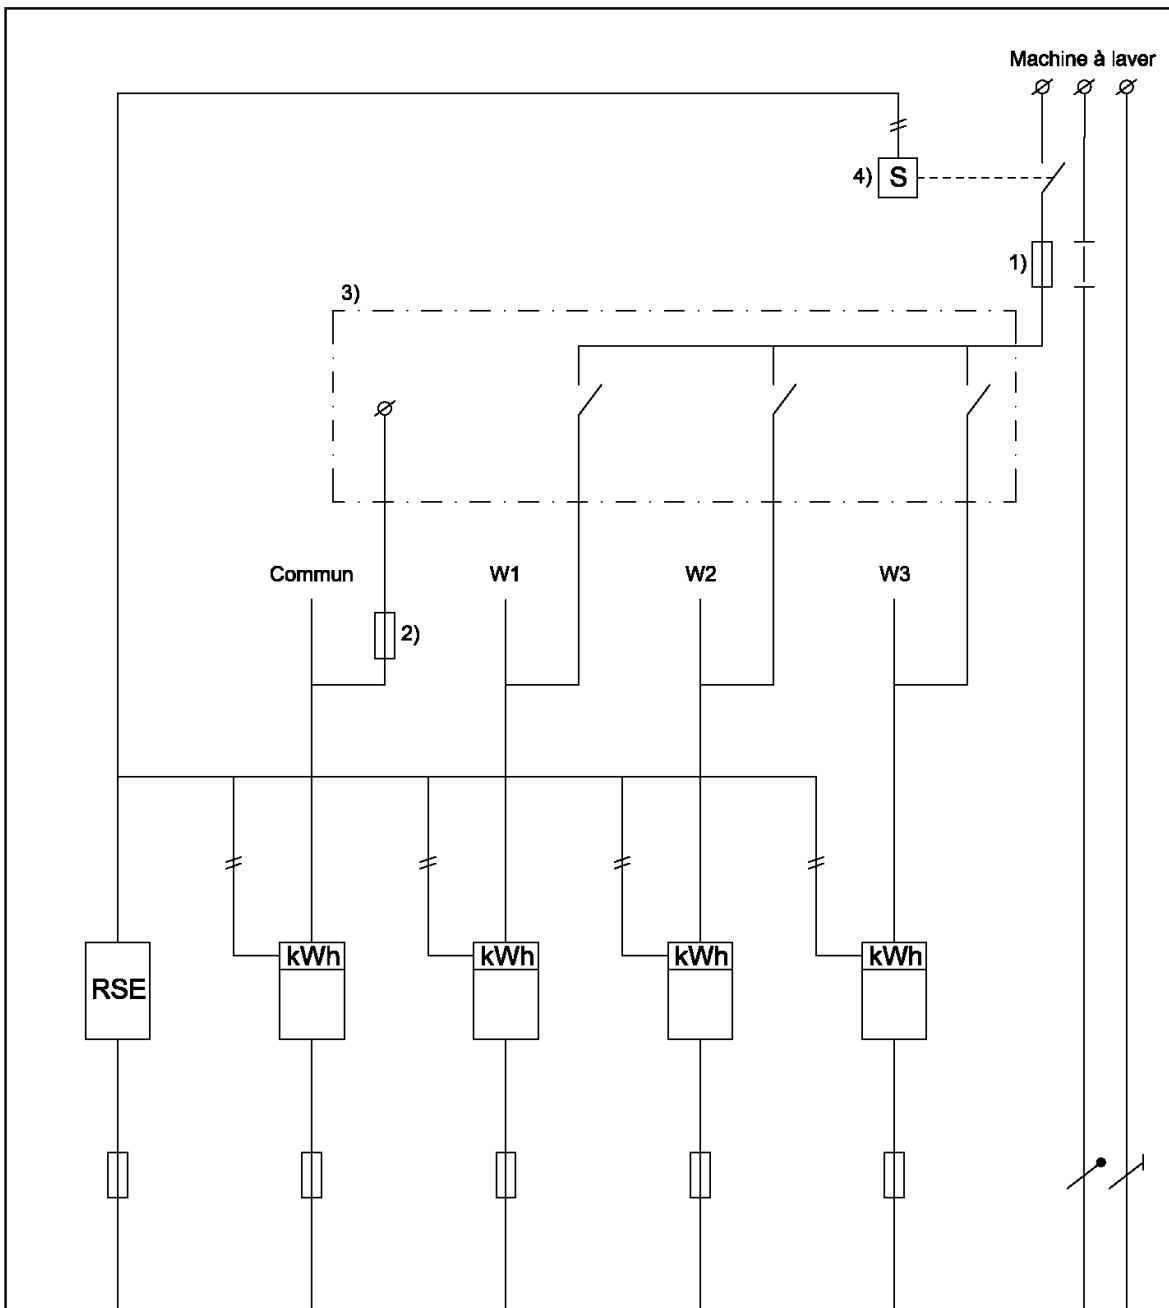 Machine à laver
4) S
1)
3)
Commun
W1
W2
W3
2)
kWh
kWh
kWh
kWh
RSE